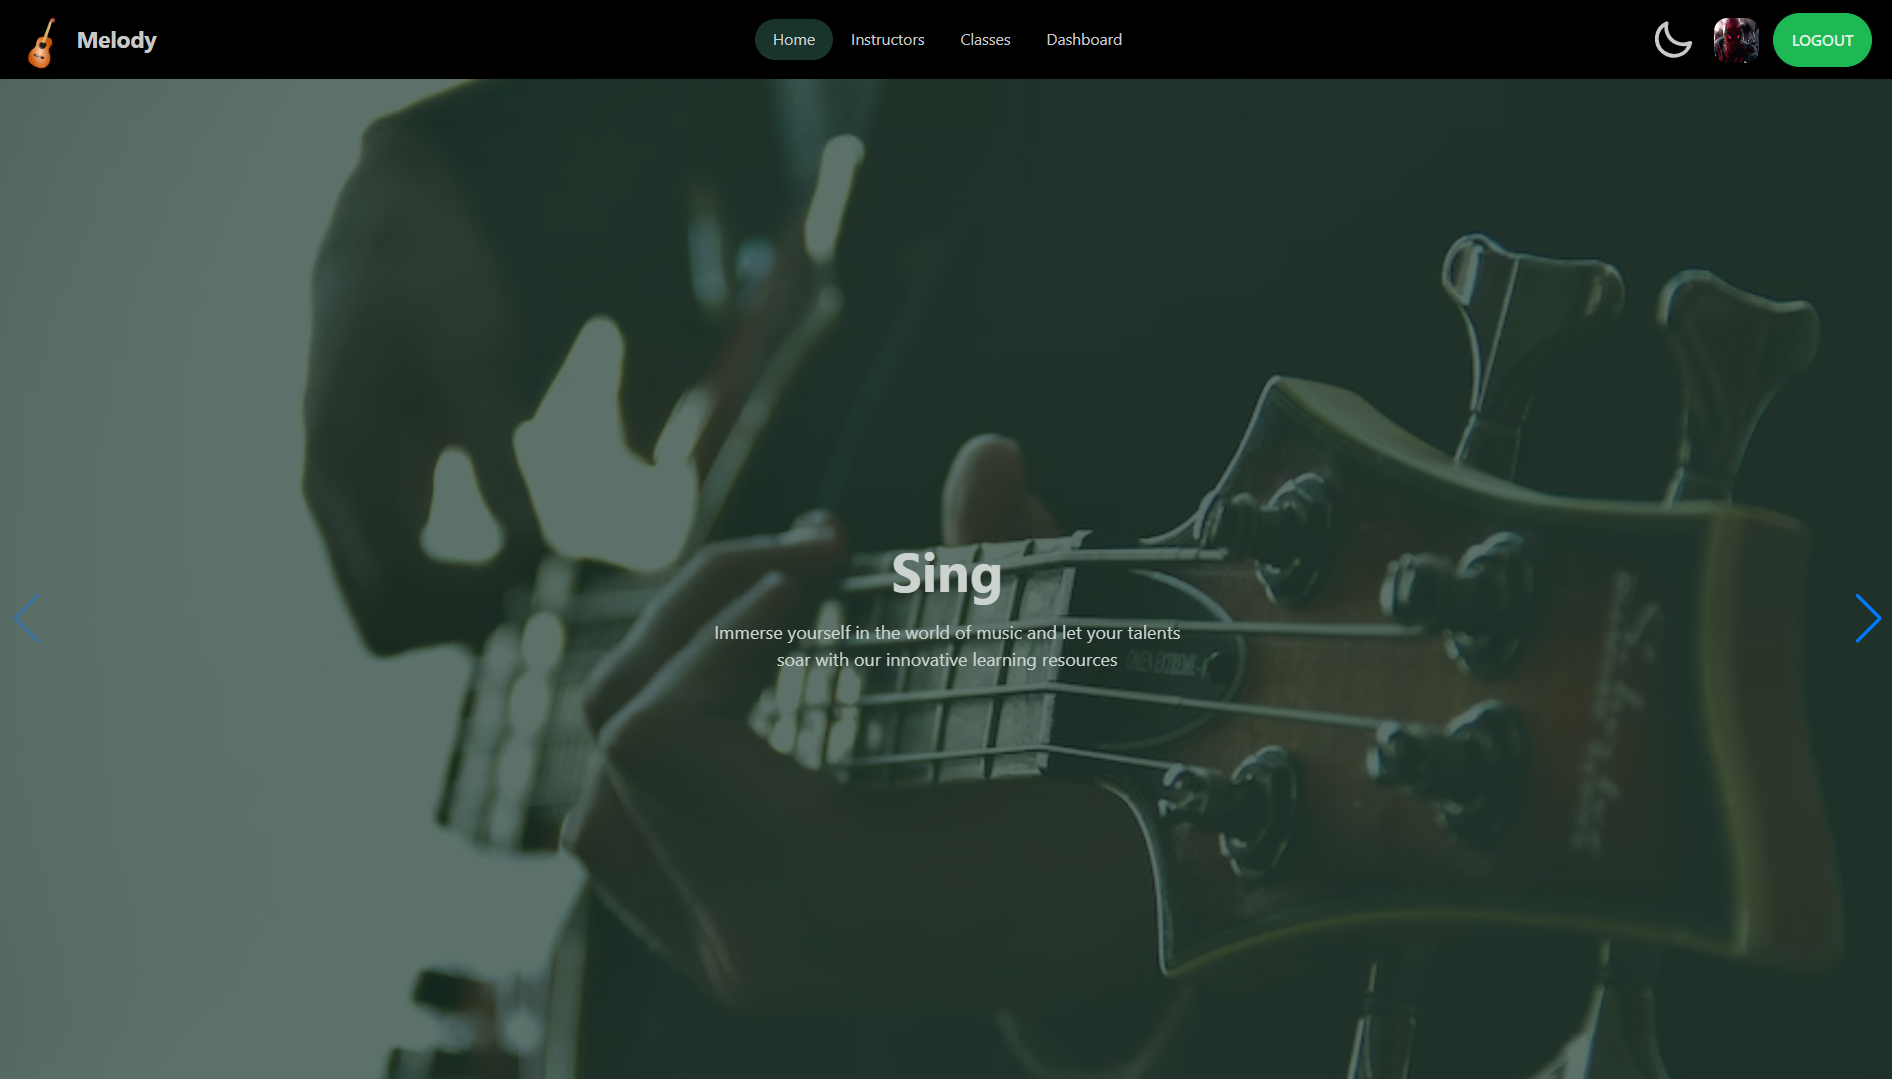 Melody
Home
Instructors
Classes
Dashboard
LOGOUT
Sing
Immerse yourself in the world of music and let your talents
soar with our innovative learning resources